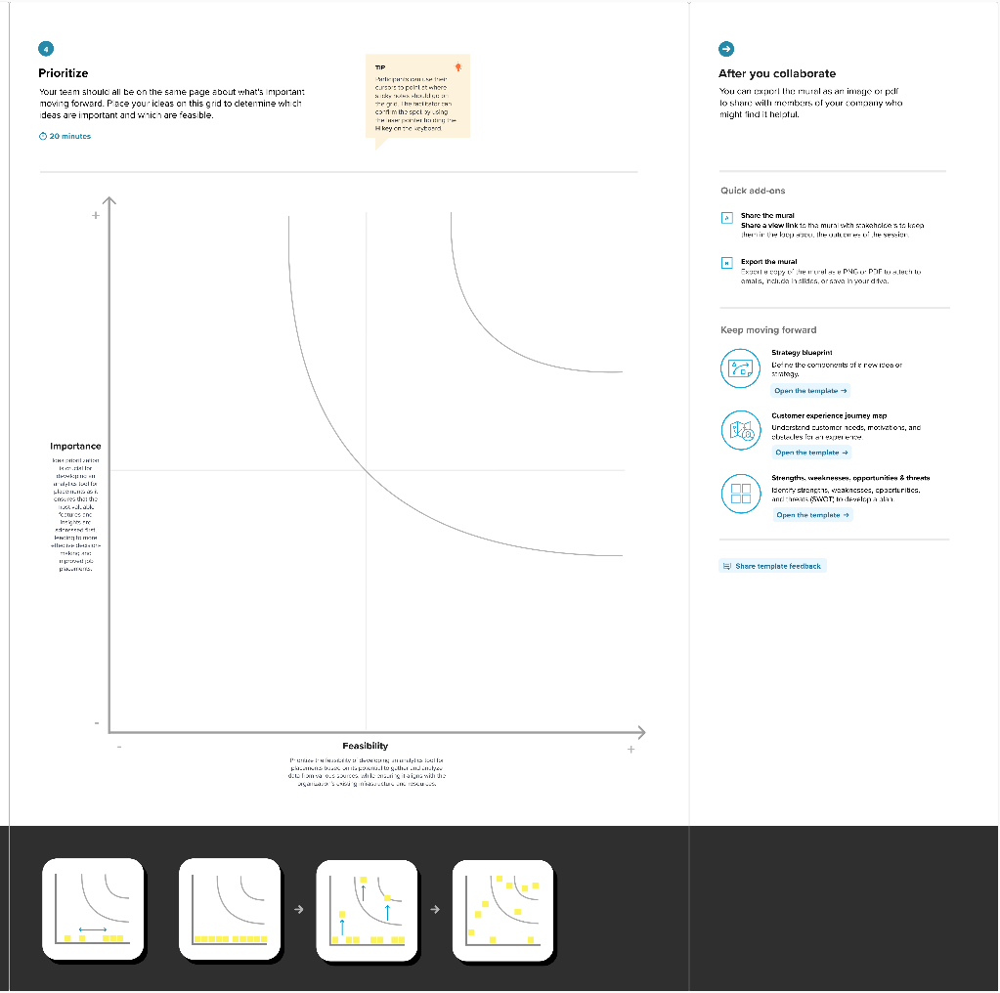 4
Prioritize
Your team should all be on the same page about what's important
moving forward. Place your ideas on this grid to determine which
ideas are important and which are feasible.
20 minutes
TIP
Participants can use their
cursors to point at where
sticky notes should go on
the grid. The facilitator can
confirm the spot by using
the laser pointer holding the
H key on the keyboard.
+
Importance
Idea prioritization
is crucial for
developing an
analytics tool for
placements as it
ensures that the
most valuable
features and
insights are
addressed first,
leading to more
effective decision-
making and
improved job
placements.
-
-
Feasibility
+
Prioritize the feasibility of developing an analytics tool for
placements based on its potential to gather and analyze
data from various sources, while ensuring it aligns with the
organization's existing infrastructure and resources.
After you collaborate
You can export the mural as an image or pdf
to share with members of your company who
might find it helpful.
Quick add-ons
A
Share the mural
Share a view link to the mural with stakeholders to keep
them in the loop about the outcomes of the session.
B
Export the mural
Export a copy of the mural as a PNG or PDF to attach to
emails, include in slides, or save in your drive.
Keep moving forward
Strategy blueprint
Define the components of a new idea or
strategy.
Open the template →
Customer experience journey map
Understand customer needs, motivations, and
obstacles for an experience.
Open the template →
Strengths, weaknesses, opportunities & threats
Identify strengths, weaknesses, opportunities,
and threats (SWOT) to develop a plan.
Open the template →
Share template feedback